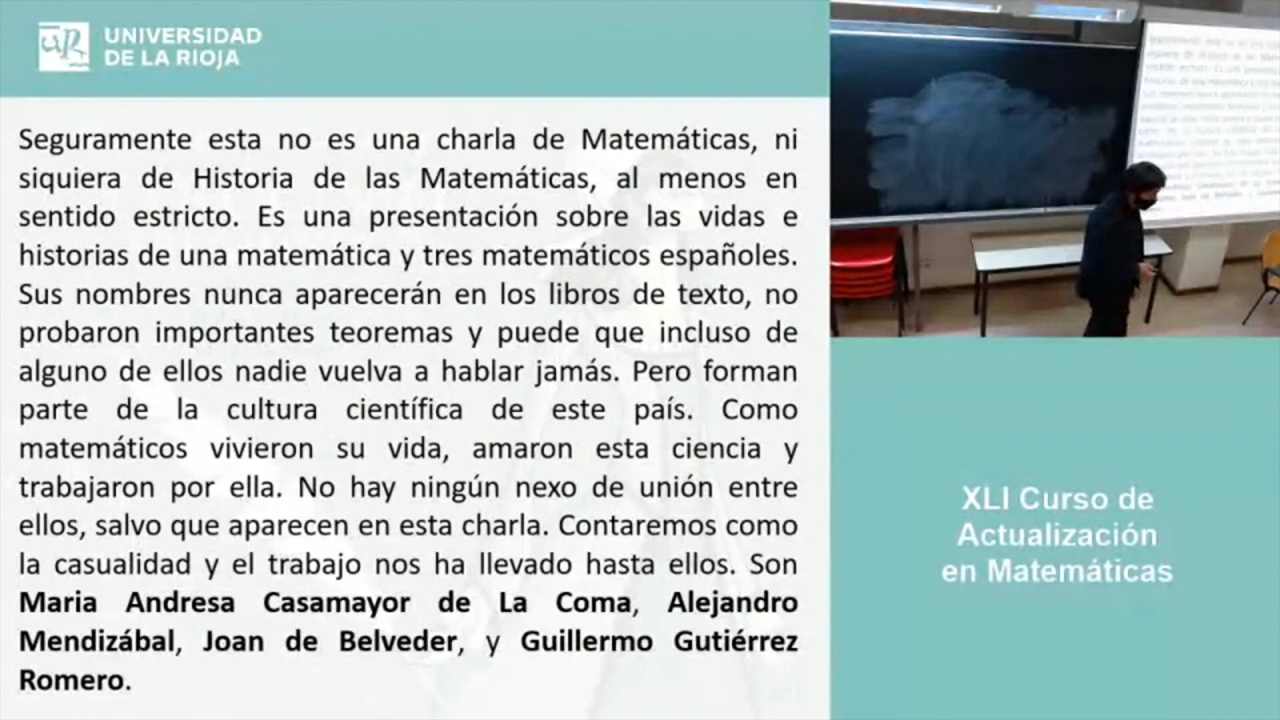 UNIVERSIDAD
DE LA RIOJA
Seguramente esta no es una charla de Matemáticas, ni
siquiera de Historia de las Matemáticas, al menos en
sentido estricto. Es una presentación sobre las vidas e
historias de una matemática y tres matemáticos españoles.
Sus nombres nunca aparecerán en los libros de texto, no
probaron importantes teoremas y puede que incluso de
alguno de ellos nadie vuelva a hablar jamás. Pero forman
parte de la cultura científica de este país. Como
matemáticos vivieron su vida, amaron esta ciencia y
trabajaron por ella. No hay ningún nexo de unión entre
ellos, salvo que aparecen en esta charla. Contaremos como
la casualidad y el trabajo nos ha llevado hasta ellos. Son
Maria Andresa Casamayor de La Coma, Alejandro
Mendizábal, Joan de Belveder, y Guillermo Gutiérrez
Romero.
XLI Curso de
Actualización
en Matemáticas